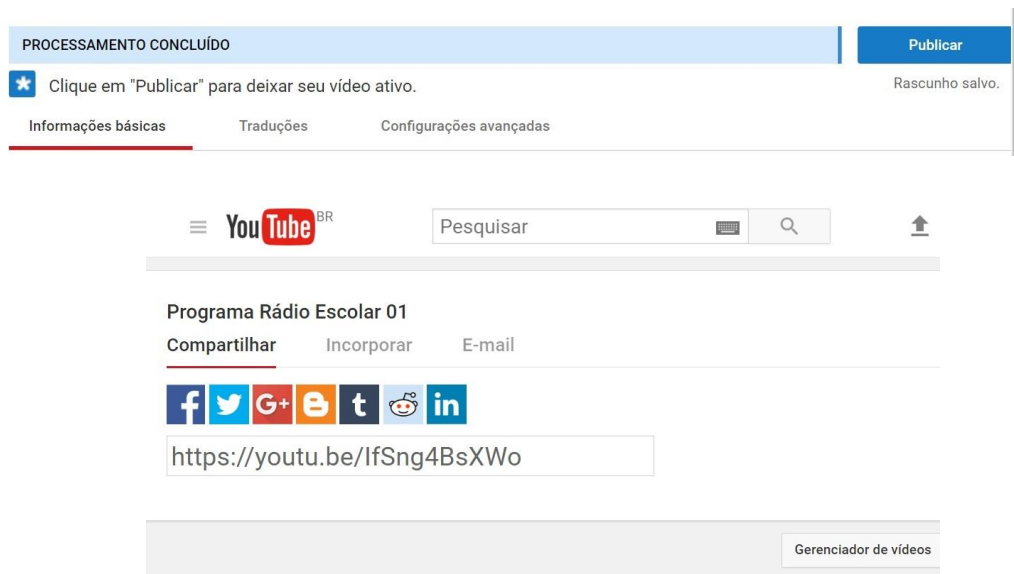 PROCESSAMENTO CONCLUÍDO
Publicar
Clique em "Publicar" para deixar seu vídeo ativo.
Rascunho salvo.
Informações básicas Traduções Configurações avançadas
YouTube BR Pesquisar
Programa Rádio Escolar 01
Compartilhar Incorporar E-mail
f G+ B t in
https://youtu.be/IfSng4BsXWo
Gerenciador de vídeos